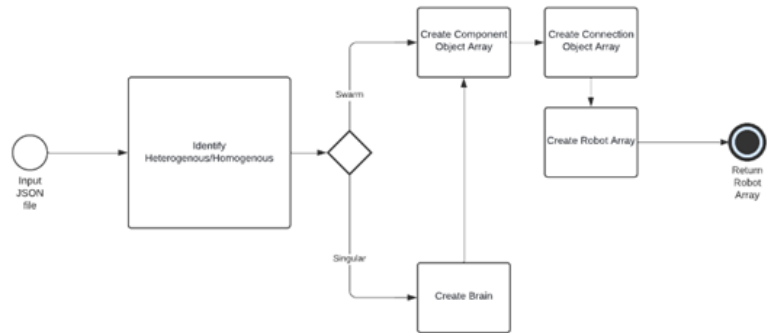 Input
JSON
file
Identify
Heterogenous/Homogenous
Swarm
Singular
Create Component
Object Array
Create Brain
Create Connection
Object Array
Create Robot Array
Return
Robot
Array